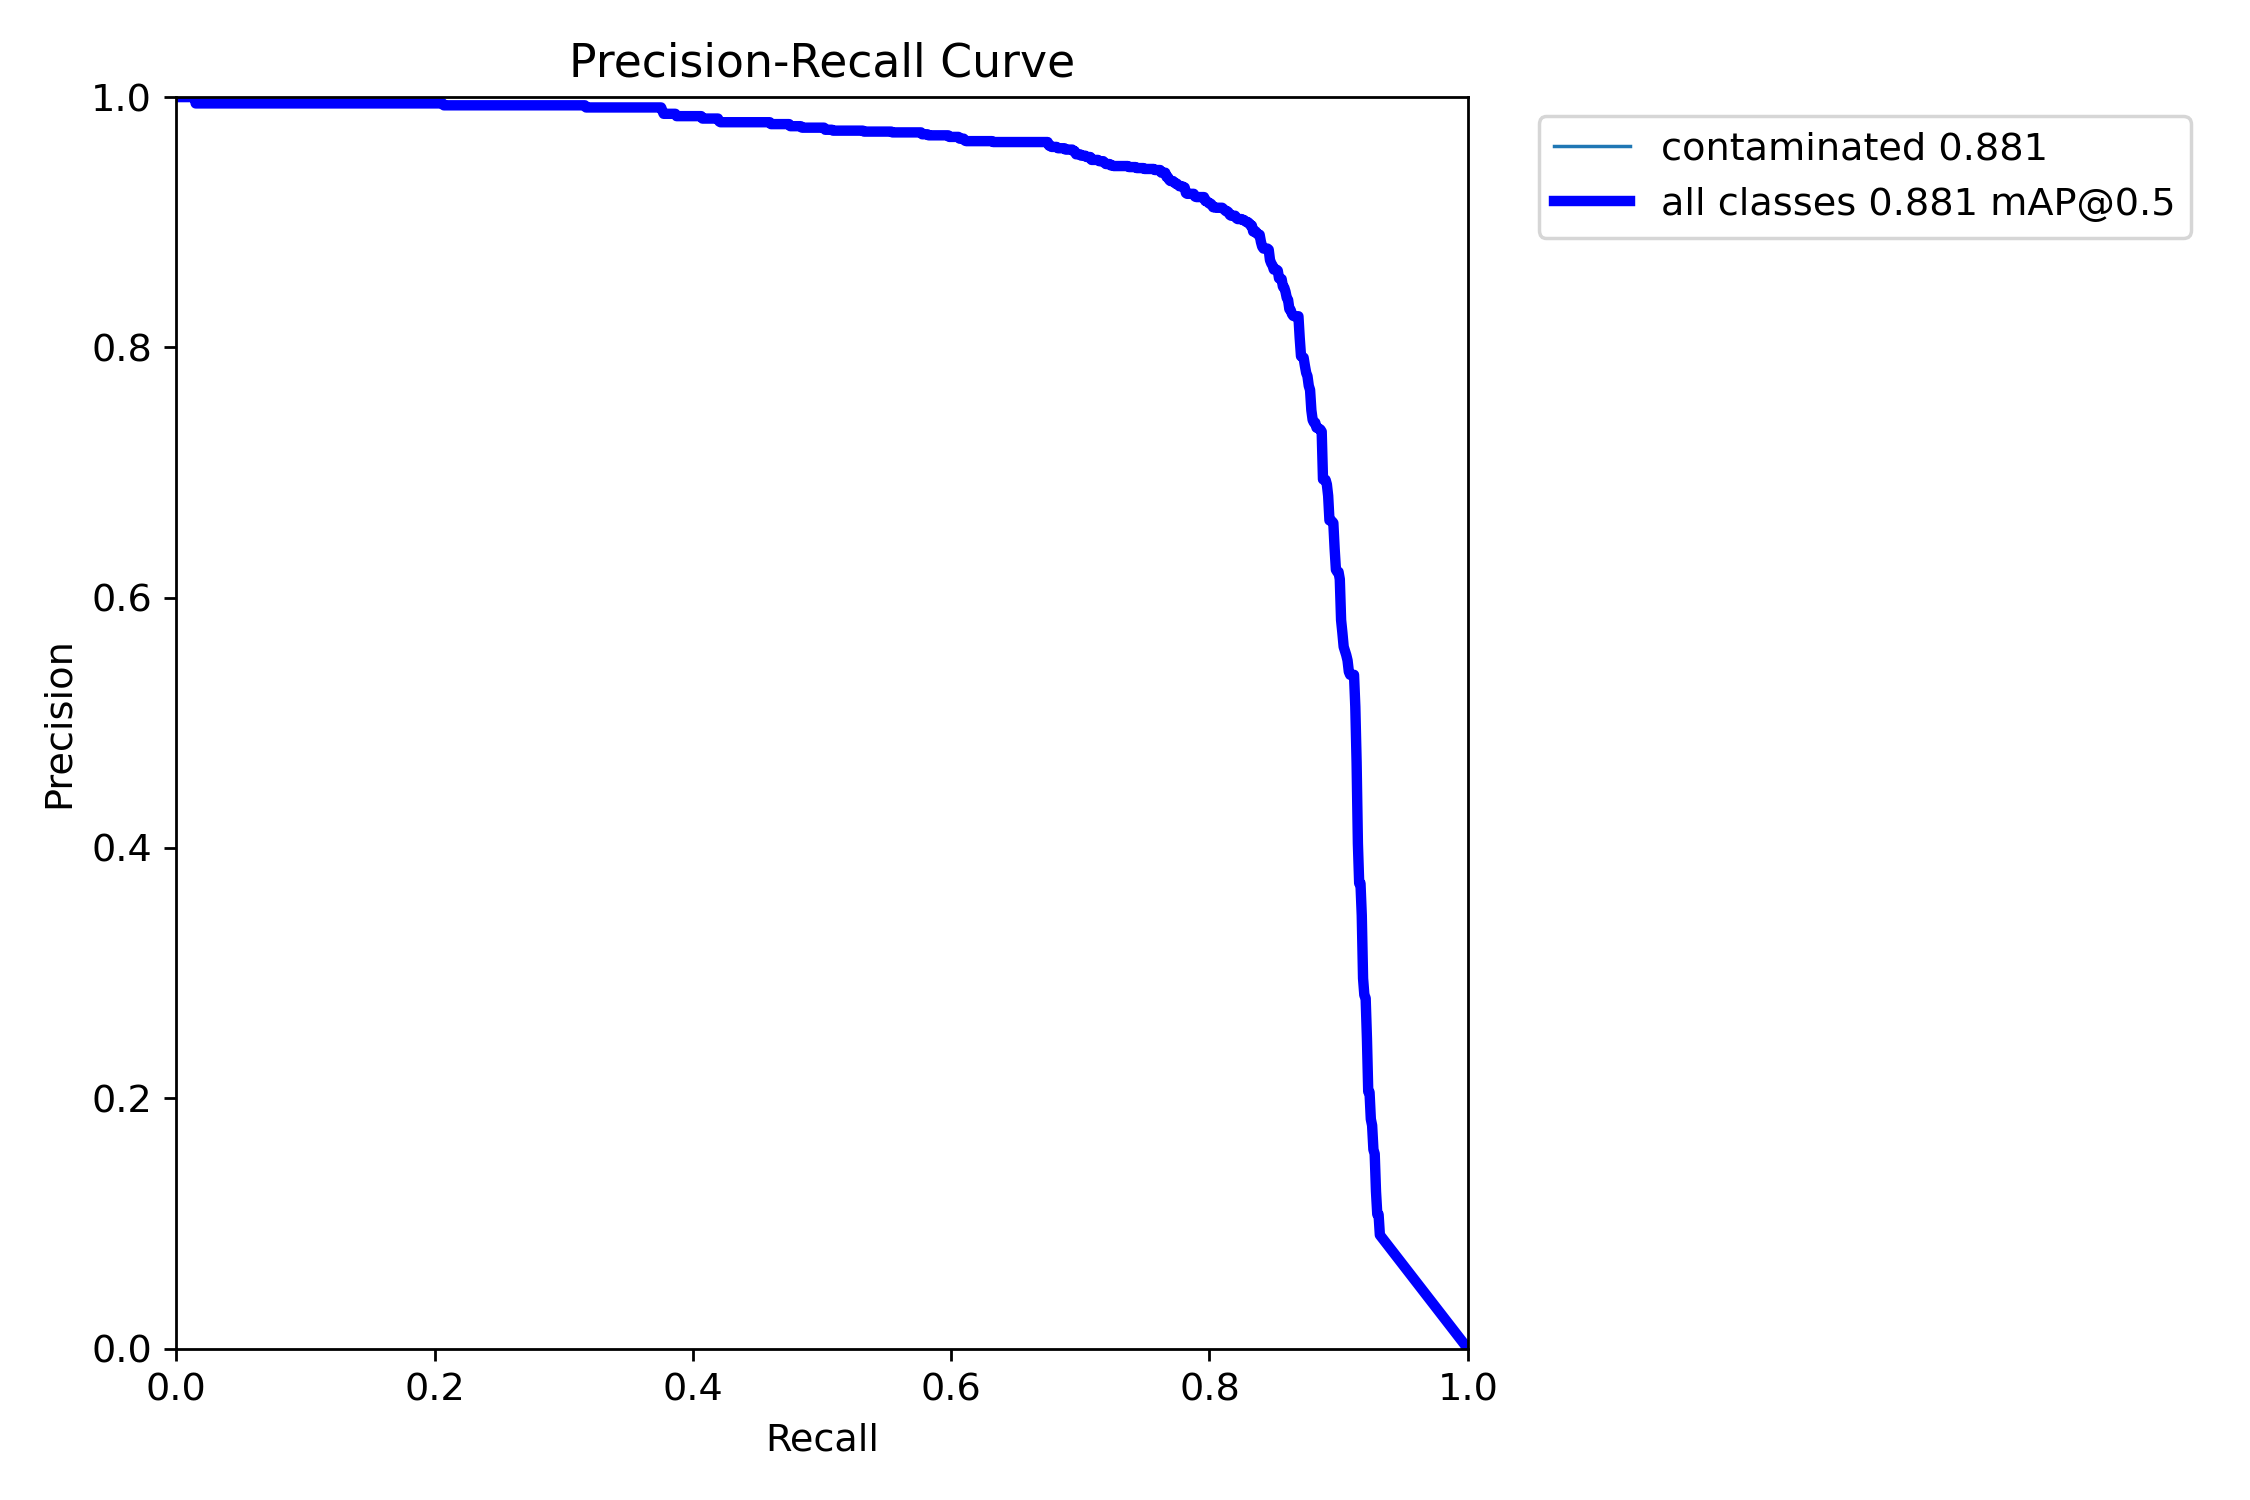 Precision-Recall Curve
1.0
0.8
0.6
0.4
0.2
0.0
Precision
0.0 0.2 0.4 0.6 0.8 1.0
Recall
contaminated 0.881
all classes 0.881 mAP@0.5